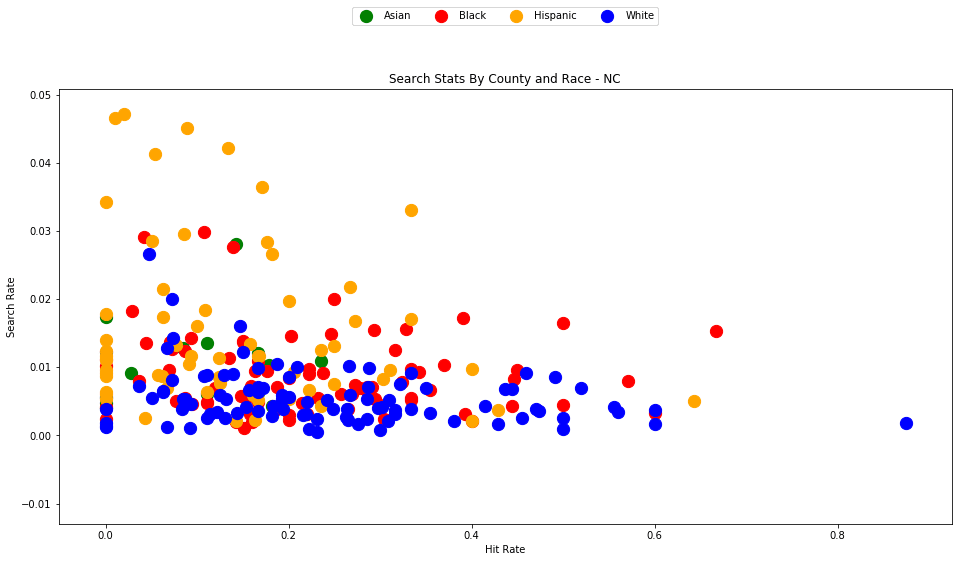 Asian Black Hispanic White
Search Stats By County and Race - NC
0.05
0.04
0.03
0.02
0.01
0.00
−0.01
Search Rate
0.0 0.2 0.4 0.6 0.8
Hit Rate